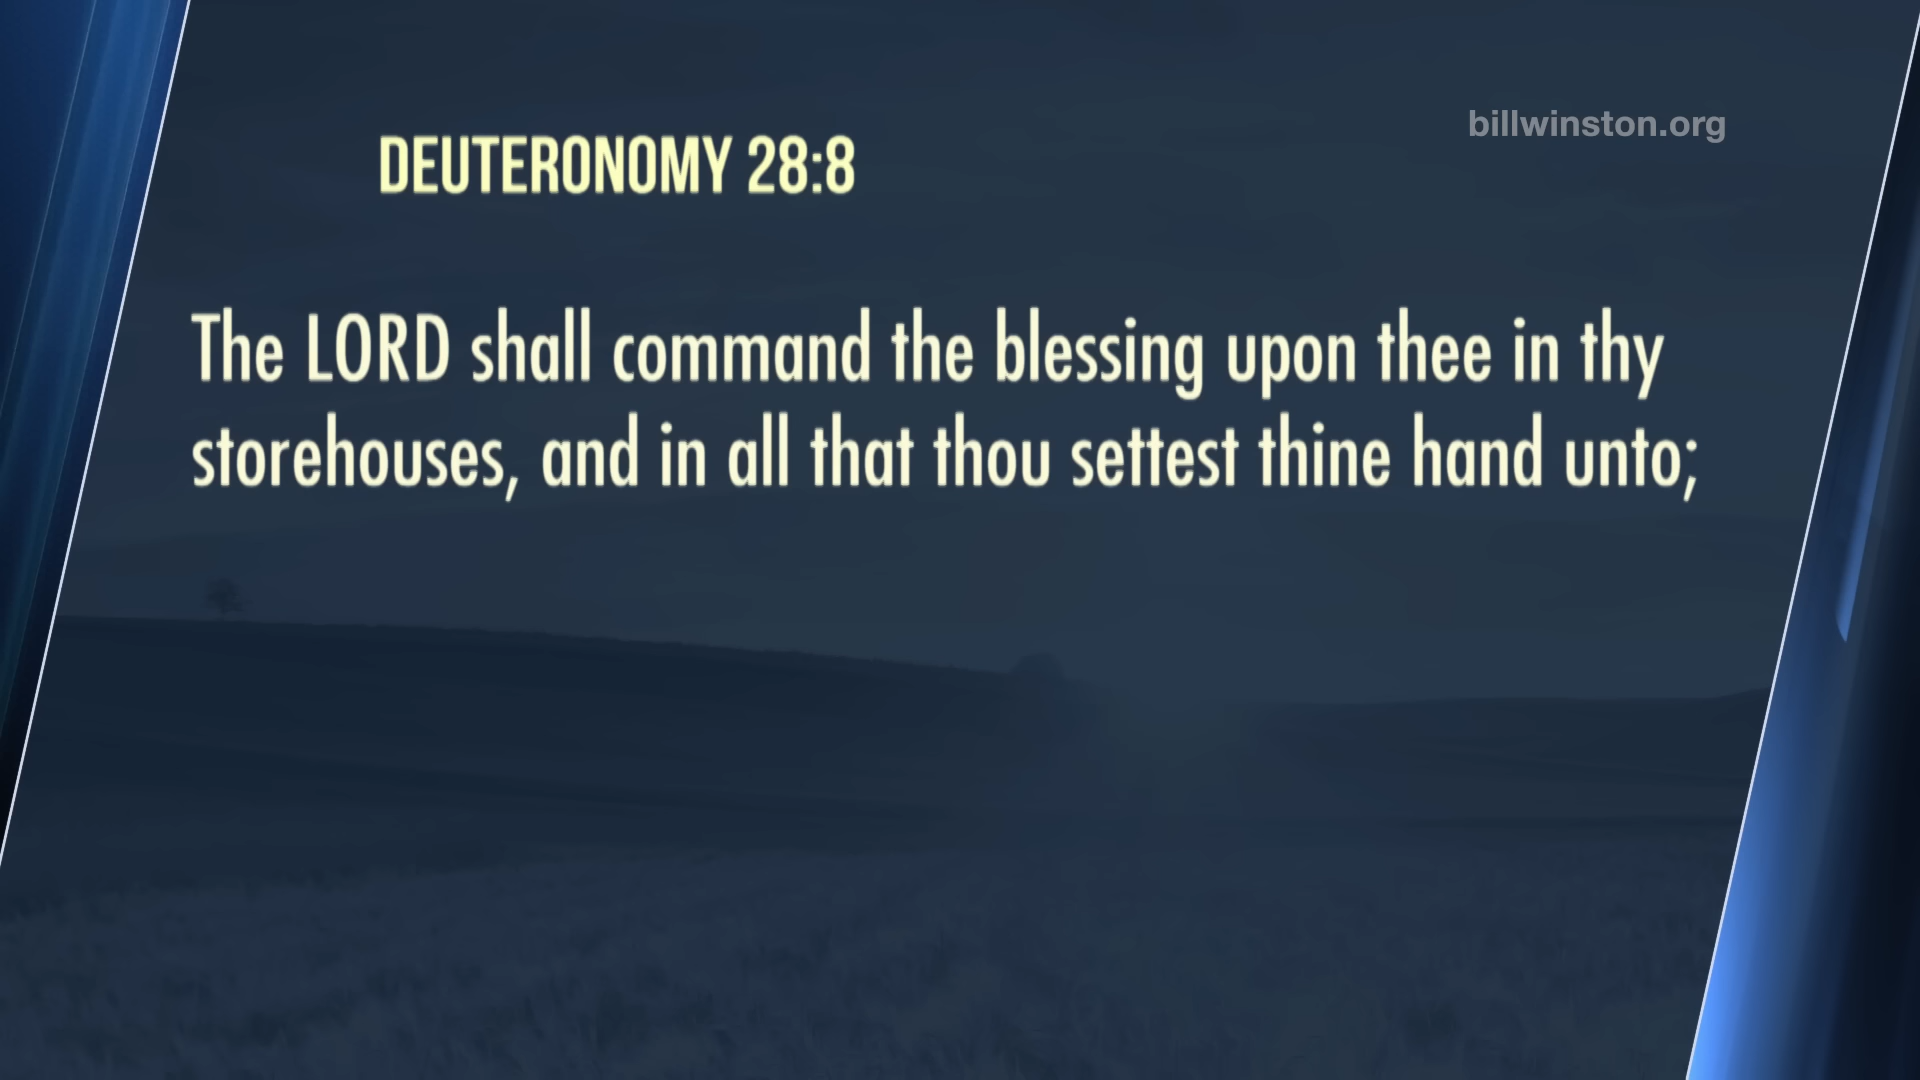 billwinston.org
DEUTERONOMY 28:8
The LORD shall command the blessing upon thee in thy
storehouses, and in all that thou settest thine hand unto;